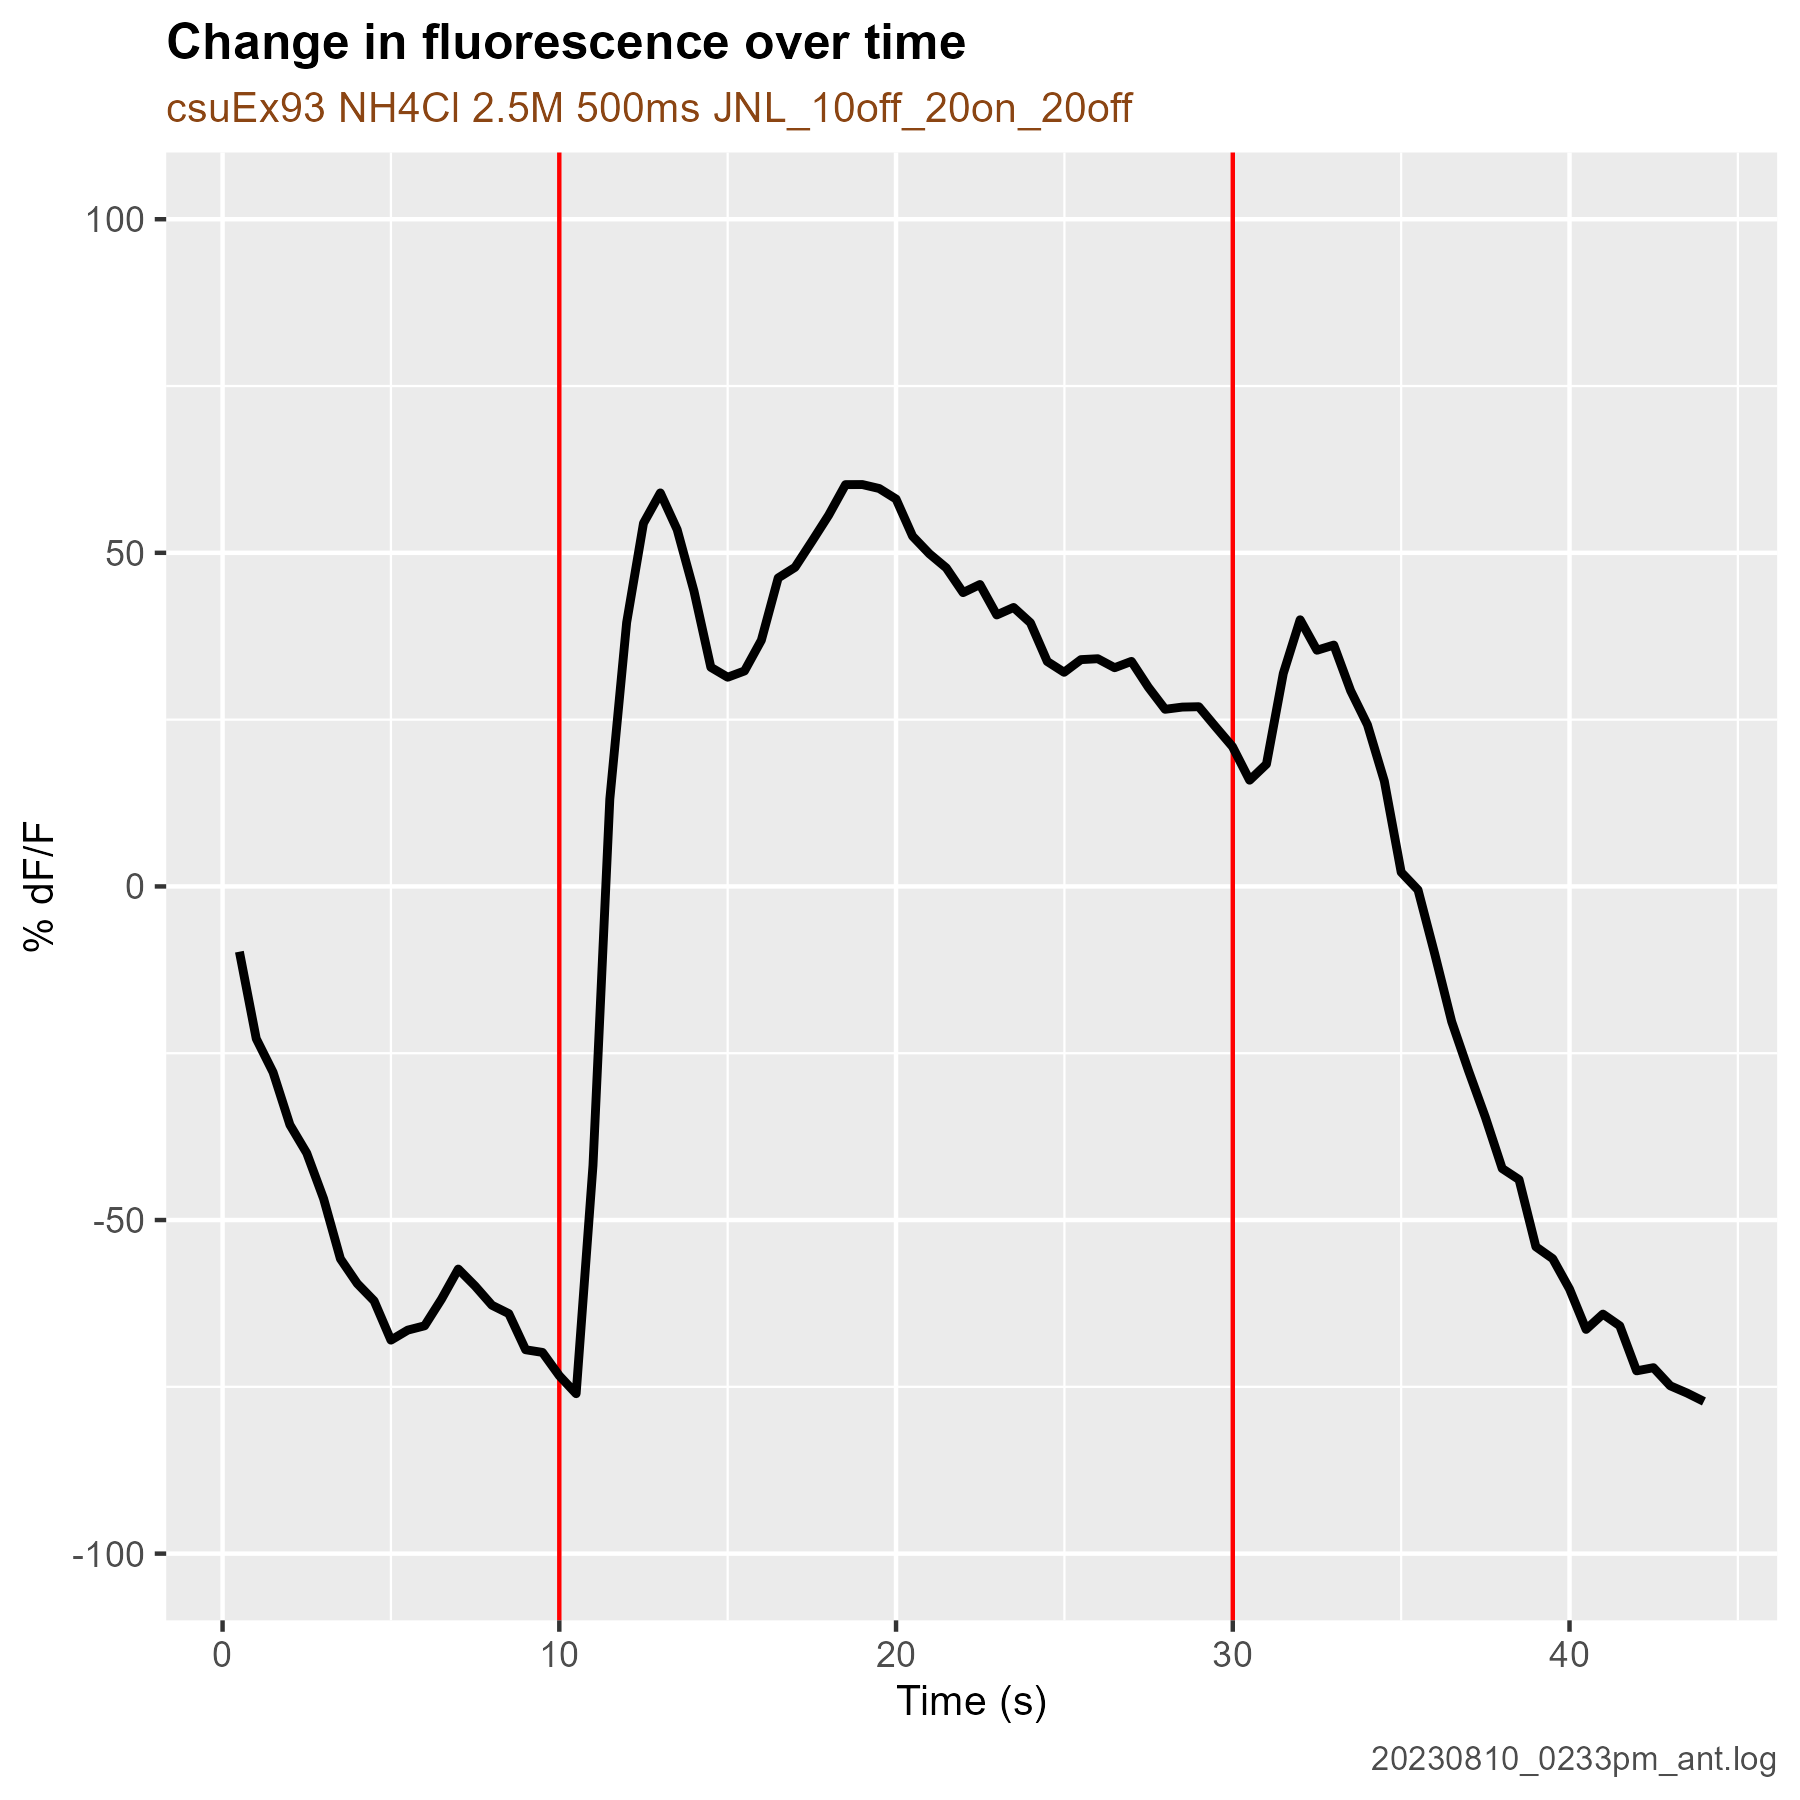 Change in fluorescence over time
csuEx93 NH4Cl 2.5M 500ms JNL_10off_20on_20off
100
50
0
-50
-100
% dF/F
0 10 20 30 40
Time (s)
20230810_0233pm_ant.log